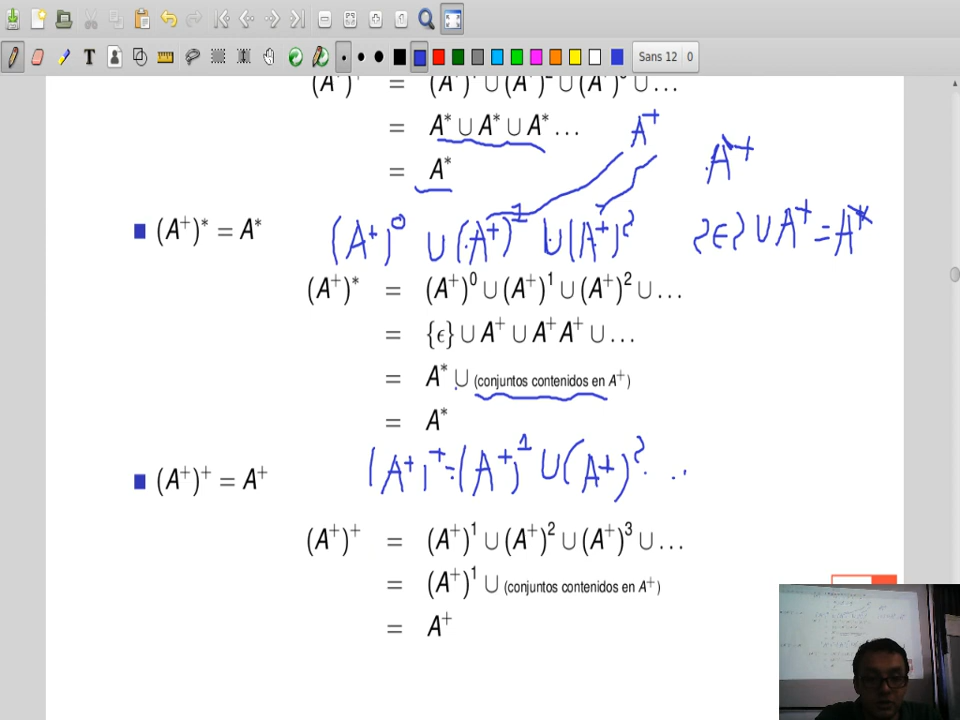 Sans 12 0
(A*)⁺ = (A*)¹ ∪ (A*)² ∪ (A*)³ ∪ …
= A* ∪ A* ∪ A* …
A⁺
A⁺
= A*
■ (A⁺)* = A*
(A⁺)⁰ ∪ (A⁺)¹ ∪ (A⁺)²
{ϵ} ∪ A⁺ = A*
(A⁺)* = (A⁺)⁰ ∪ (A⁺)¹ ∪ (A⁺)² ∪ …
= {ϵ} ∪ A⁺ ∪ A⁺A⁺ ∪ …
= A* ∪ (conjuntos contenidos en A⁺)
= A*
(A⁺)⁺ = (A⁺)¹ ∪ (A⁺)² …
■ (A⁺)⁺ = A⁺
(A⁺)⁺ = (A⁺)¹ ∪ (A⁺)² ∪ (A⁺)³ ∪ …
= (A⁺)¹ ∪ (conjuntos contenidos en A⁺)
= A⁺